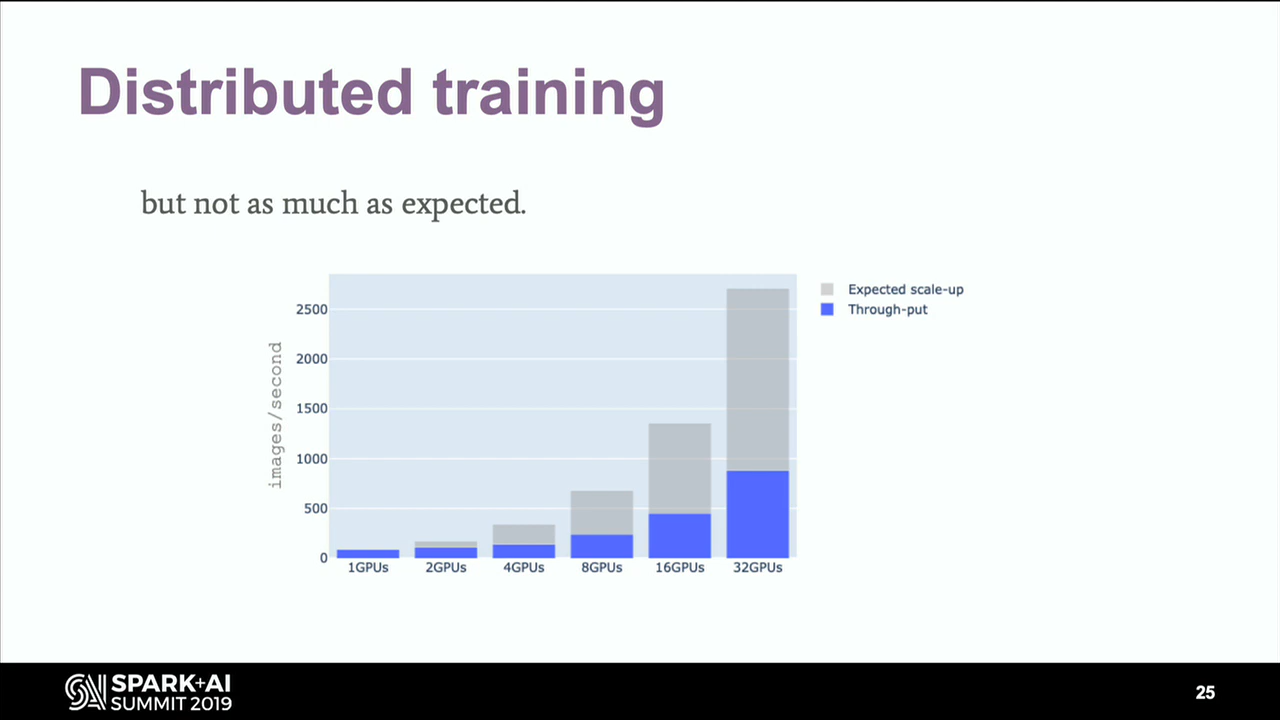 Distributed training
but not as much as expected.
images/second
2500
2000
1500
1000
500
0
1GPUs 2GPUs 4GPUs 8GPUs 16GPUs 32GPUs
Expected scale-up
Through-put
SPARK+AI
SUMMIT 2019
25